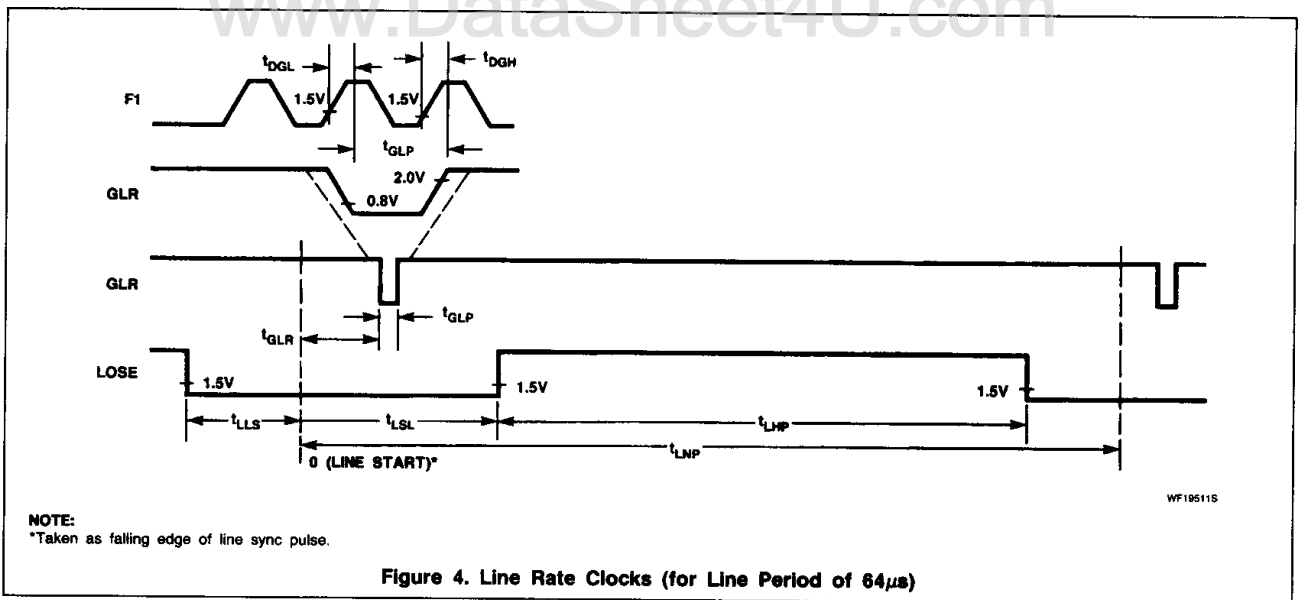 www.DataSheet4U.com
tDGL
tDGH
F1
1.5V
1.5V
tGLP
GLR
2.0V
0.8V
GLR
tGLP
tGLR
LOSE
1.5V
1.5V
1.5V
tLLS
tLSL
tLHP
tLNP
0 (LINE START)*
WF19511S
NOTE:
*Taken as falling edge of line sync pulse.
Figure 4. Line Rate Clocks (for Line Period of 64μs)